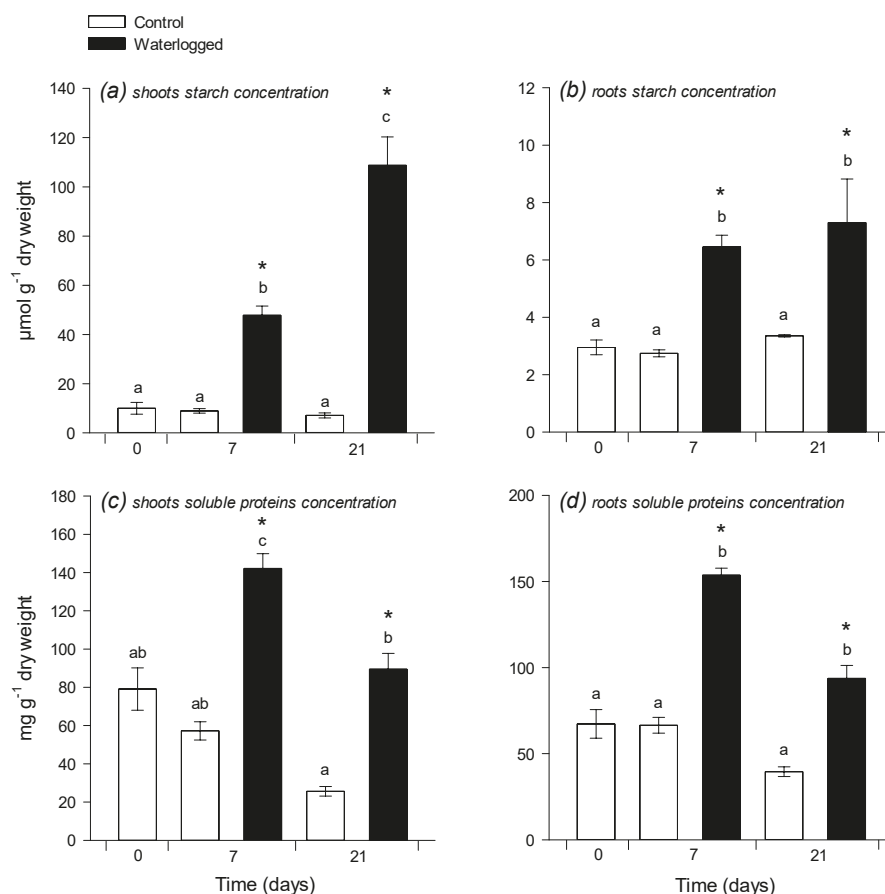 Control
Waterlogged
(a) shoots starch concentration
140
120
100
80
60
40
20
0
µmol g⁻¹ dry weight
a
a
*
b
a
*
c
0 7 21
(b) roots starch concentration
12
10
8
6
4
2
0
a
a
*
b
a
*
b
0 7 21
(c) shoots soluble proteins concentration
180
160
140
120
100
80
60
40
20
0
mg g⁻¹ dry weight
ab
ab
*
c
a
*
b
0 7 21
Time (days)
(d) roots soluble proteins concentration
200
150
100
50
0
a
a
*
b
a
*
b
0 7 21
Time (days)